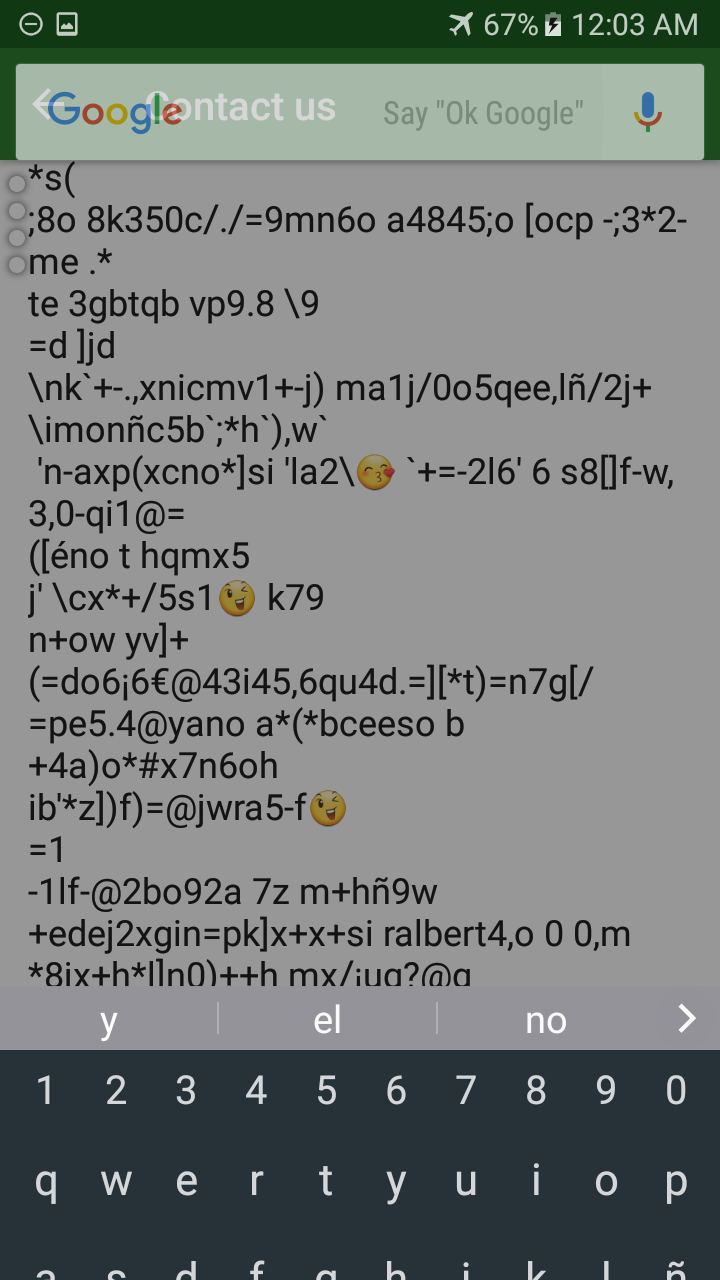 67% 12:03 AM
Google Contact us Say "Ok Google"
*s(
;8o 8k350c/./=9mn6o a4845;o [ocp -;3*2-
me .*
te 3gbtqb vp9.8 \9
=d ]jd
\nk`+-.,xnicmv1+-j) ma1j/0o5qee,lñ/2j+
\imonñc5b`;*h`),w`
'n-axp(xcno*]si 'la2\😙 `+=-2l6' 6 s8[]f-w,
3,0-qi1@=
([éno t hqmx5
j' \cx*+/5s1😉 k79
n+ow yv]+
(=do6¡6€@43i45,6qu4d.=][*t)=n7g[/
=pe5.4@yano a*(*bceeso b
+4a)o*#x7n6oh
ib'*z])f)=@jwra5-f😉
=1
-1lf-@2bo92a 7z m+hñ9w
+edej2xgin=pk]x+x+si ralbert4,o 0 0,m
*8ix+h*l]n0)++h mx/¡ug?@g
y el no
1 2 3 4 5 6 7 8 9 0
q w e r t y u i o p
a s d f g h j k l ñ